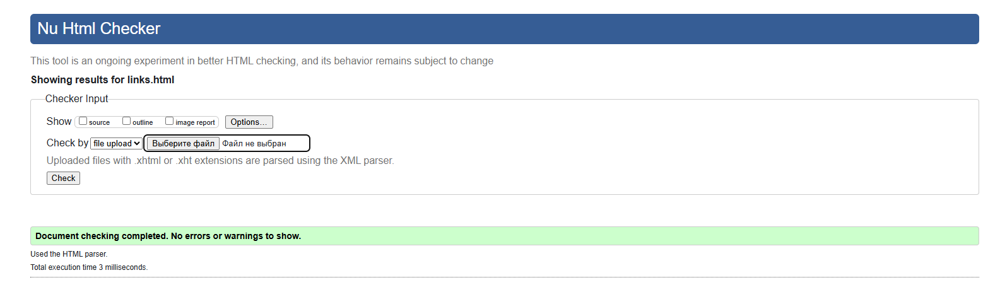 Nu Html Checker
This tool is an ongoing experiment in better HTML checking, and its behavior remains subject to change
Showing results for links.html
Checker Input
Show source outline image report Options...
Check by file upload Выберите файл Файл не выбран
Uploaded files with .xhtml or .xht extensions are parsed using the XML parser.
Check
Document checking completed. No errors or warnings to show.
Used the HTML parser.
Total execution time 3 milliseconds.